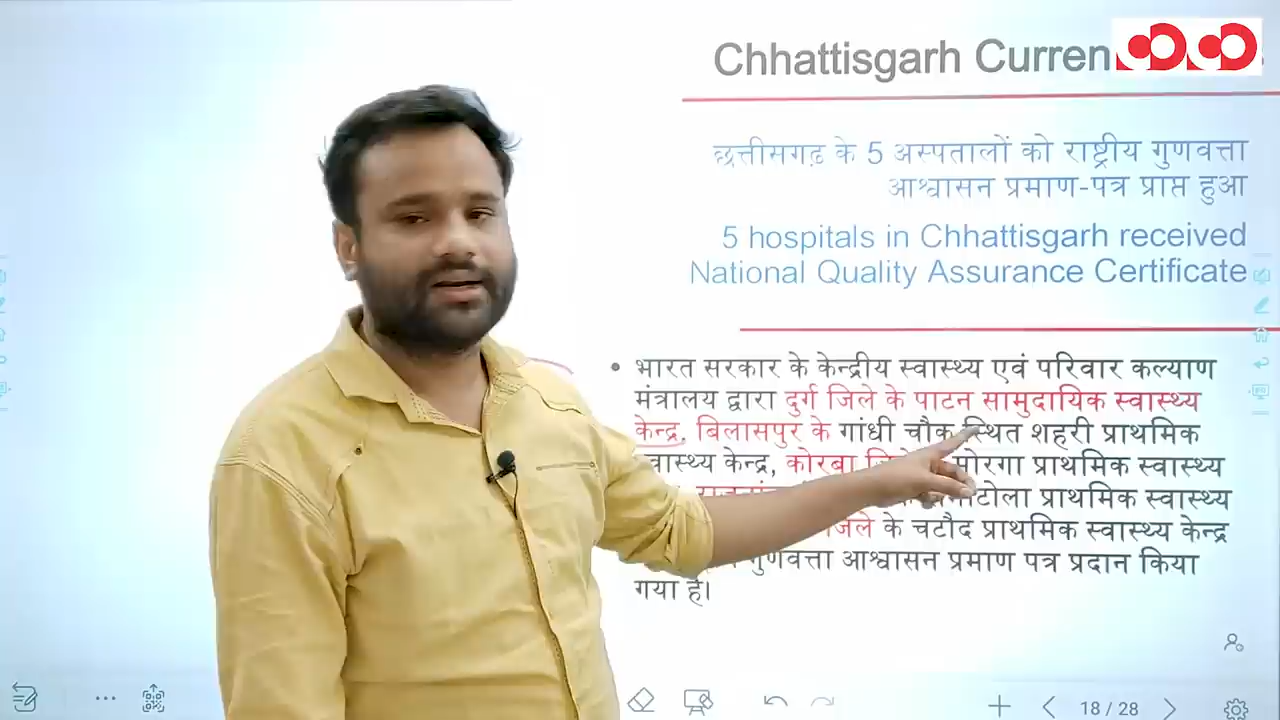 Chhattisgarh Curren
छत्तीसगढ़ के 5 अस्पतालों को राष्ट्रीय गुणवत्ता
आश्वासन प्रमाण-पत्र प्राप्त हुआ
5 hospitals in Chhattisgarh received
National Quality Assurance Certificate
• भारत सरकार के केन्द्रीय स्वास्थ्य एवं परिवार कल्याण
मंत्रालय द्वारा दुर्ग जिले के पाटन सामुदायिक स्वास्थ्य
केन्द्र, बिलासपुर के गांधी चौक स्थित शहरी प्राथमिक
स्वास्थ्य केन्द्र, कोरबा मोरगा प्राथमिक स्वास्थ्य
प्राथमिक स्वास्थ्य
जिले के चटौद प्राथमिक स्वास्थ्य केन्द्र
गुणवत्ता आश्वासन प्रमाण पत्र प्रदान किया
गया है।
18 / 28